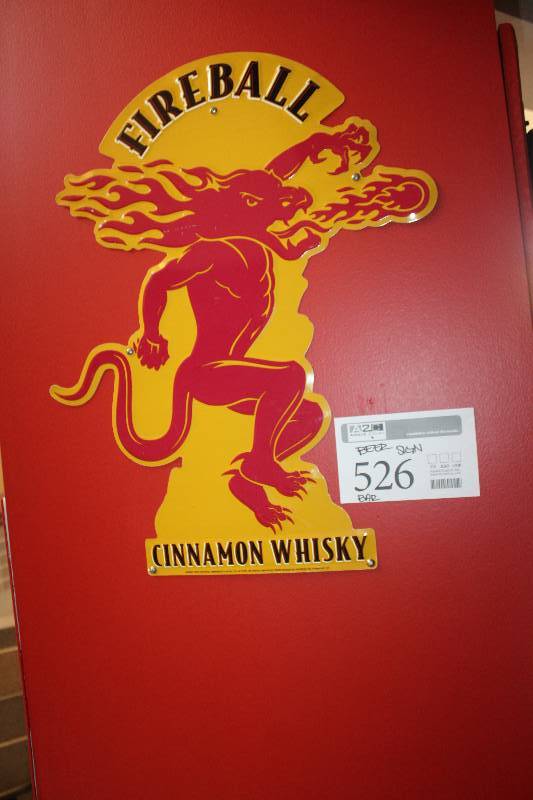 FIREBALL
CINNAMON WHISKY
BEER SIGN
526
BAR